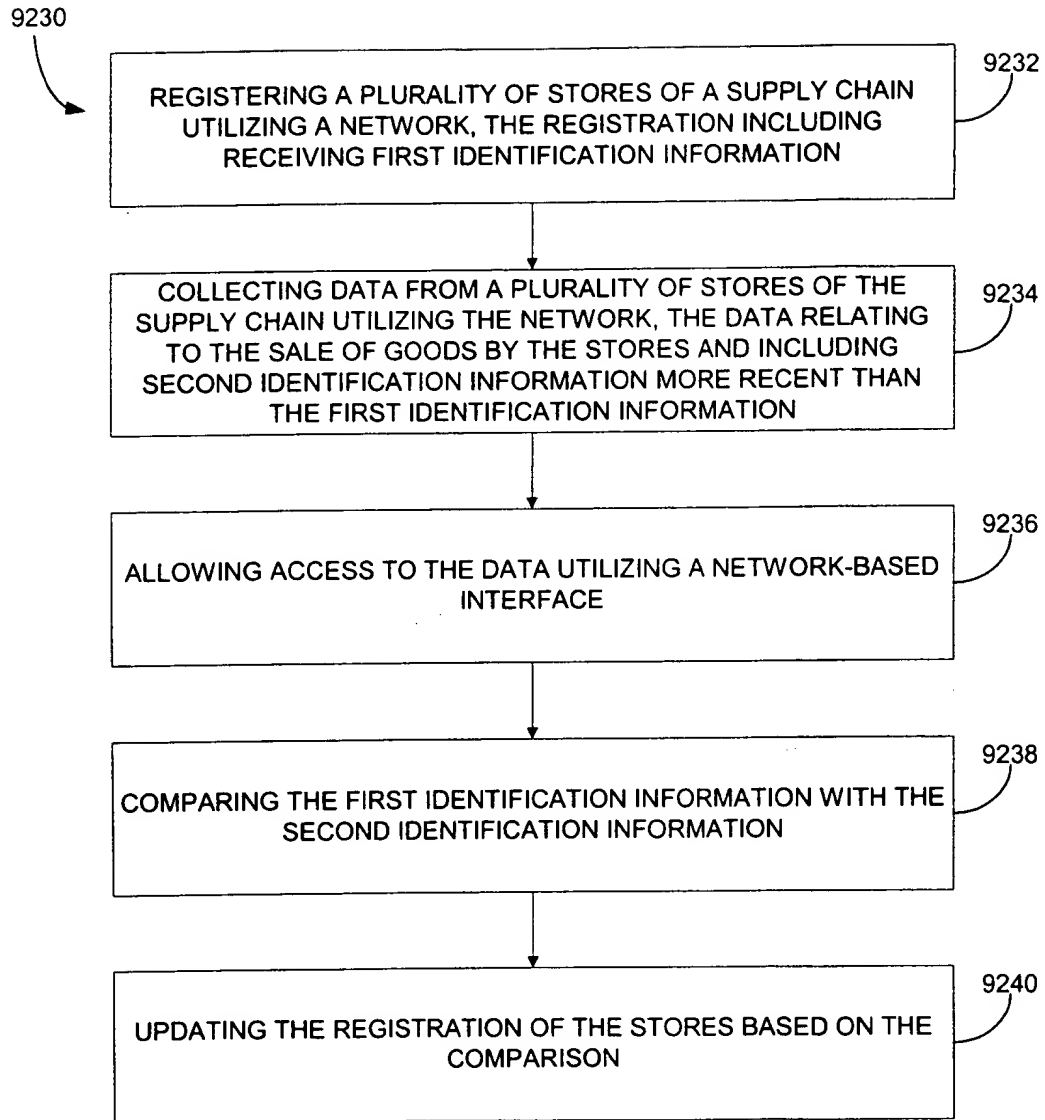 9230
9232
REGISTERING A PLURALITY OF STORES OF A SUPPLY CHAIN
UTILIZING A NETWORK, THE REGISTRATION INCLUDING
RECEIVING FIRST IDENTIFICATION INFORMATION
9234
COLLECTING DATA FROM A PLURALITY OF STORES OF THE
SUPPLY CHAIN UTILIZING THE NETWORK, THE DATA RELATING
TO THE SALE OF GOODS BY THE STORES AND INCLUDING
SECOND IDENTIFICATION INFORMATION MORE RECENT THAN
THE FIRST IDENTIFICATION INFORMATION
9236
ALLOWING ACCESS TO THE DATA UTILIZING A NETWORK-BASED
INTERFACE
9238
COMPARING THE FIRST IDENTIFICATION INFORMATION WITH THE
SECOND IDENTIFICATION INFORMATION
9240
UPDATING THE REGISTRATION OF THE STORES BASED ON THE
COMPARISON